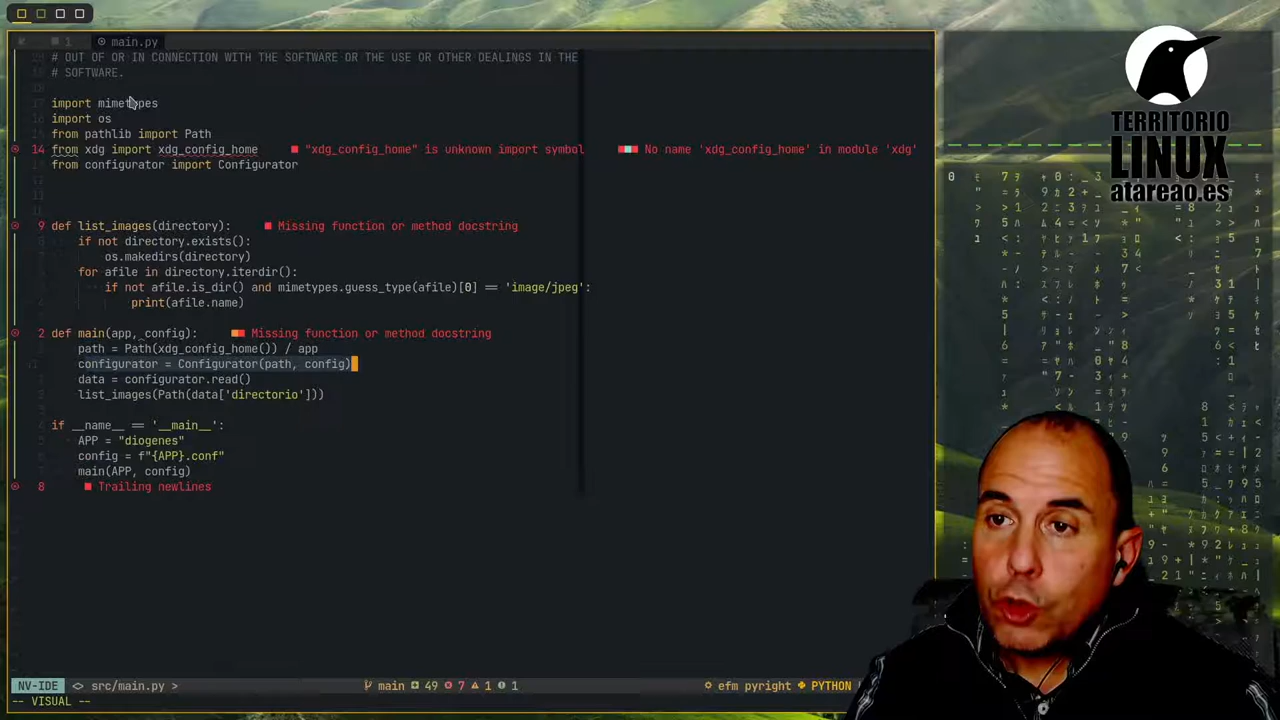 1
main.py
# OUT OF OR IN CONNECTION WITH THE SOFTWARE OR THE USE OR OTHER DEALINGS IN THE
# SOFTWARE.
import mimetypes
import os
from pathlib import Path
14 from xdg import xdg_config_home "xdg_config_home" is unknown import symbol No name 'xdg_config_home' in module 'xdg'
from configurator import Configurator
9 def list_images(directory): Missing function or method docstring
if not directory.exists():
os.makedirs(directory)
for afile in directory.iterdir():
if not afile.is_dir() and mimetypes.guess_type(afile)[0] == 'image/jpeg':
print(afile.name)
2 def main(app, config): Missing function or method docstring
path = Path(xdg_config_home()) / app
configurator = Configurator(path, config)
data = configurator.read()
list_images(Path(data['directorio']))
if __name__ == '__main__':
APP = "diogenes"
config = f"{APP}.conf"
main(APP, config)
8 Trailing newlines
NV-IDE <> src/main.py > main 49 7 1 1 efm pyright PYTHON
-- VISUAL --
TERRITORIO
LINUX
atareao.es